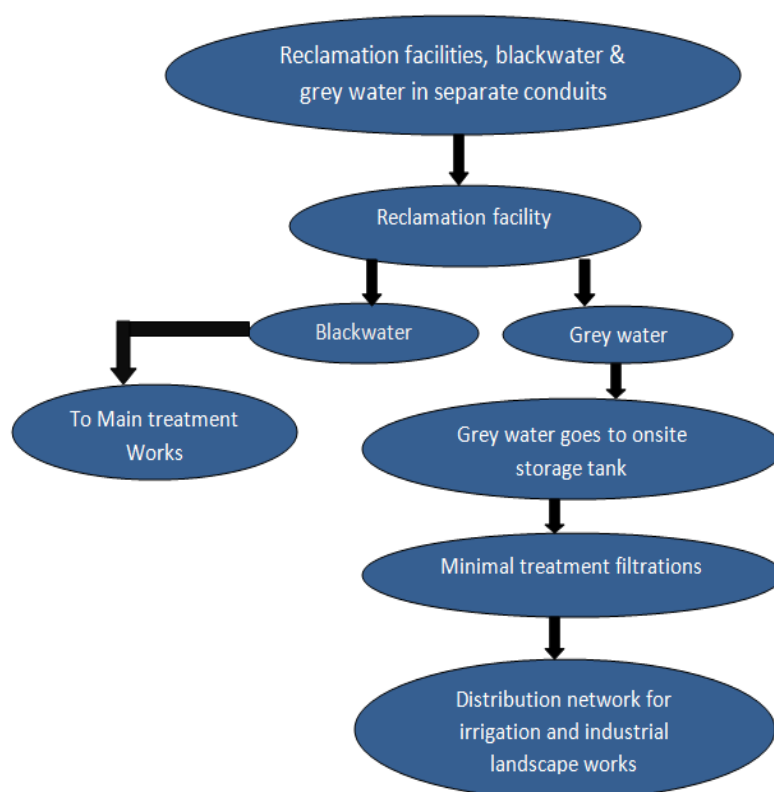 Reclamation facilities, blackwater &
grey water in separate conduits
Reclamation facility
Blackwater
Grey water
To Main treatment
Works
Grey water goes to onsite
storage tank
Minimal treatment filtrations
Distribution network for
irrigation and industrial
landscape works